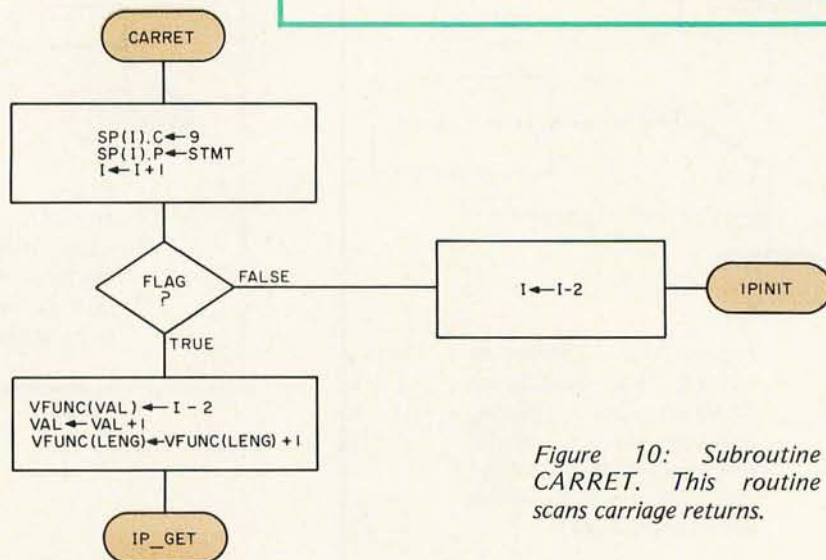 CARRET
SP(I).C←9
SP(I).P←STMT
I←I+1
FLAG
?
FALSE
I←I-2
IPINIT
TRUE
VFUNC(VAL)←I-2
VAL←VAL+1
VFUNC(LENG)←VFUNC(LENG)+1
IP_GET
Figure 10: Subroutine
CARRET. This routine
scans carriage returns.